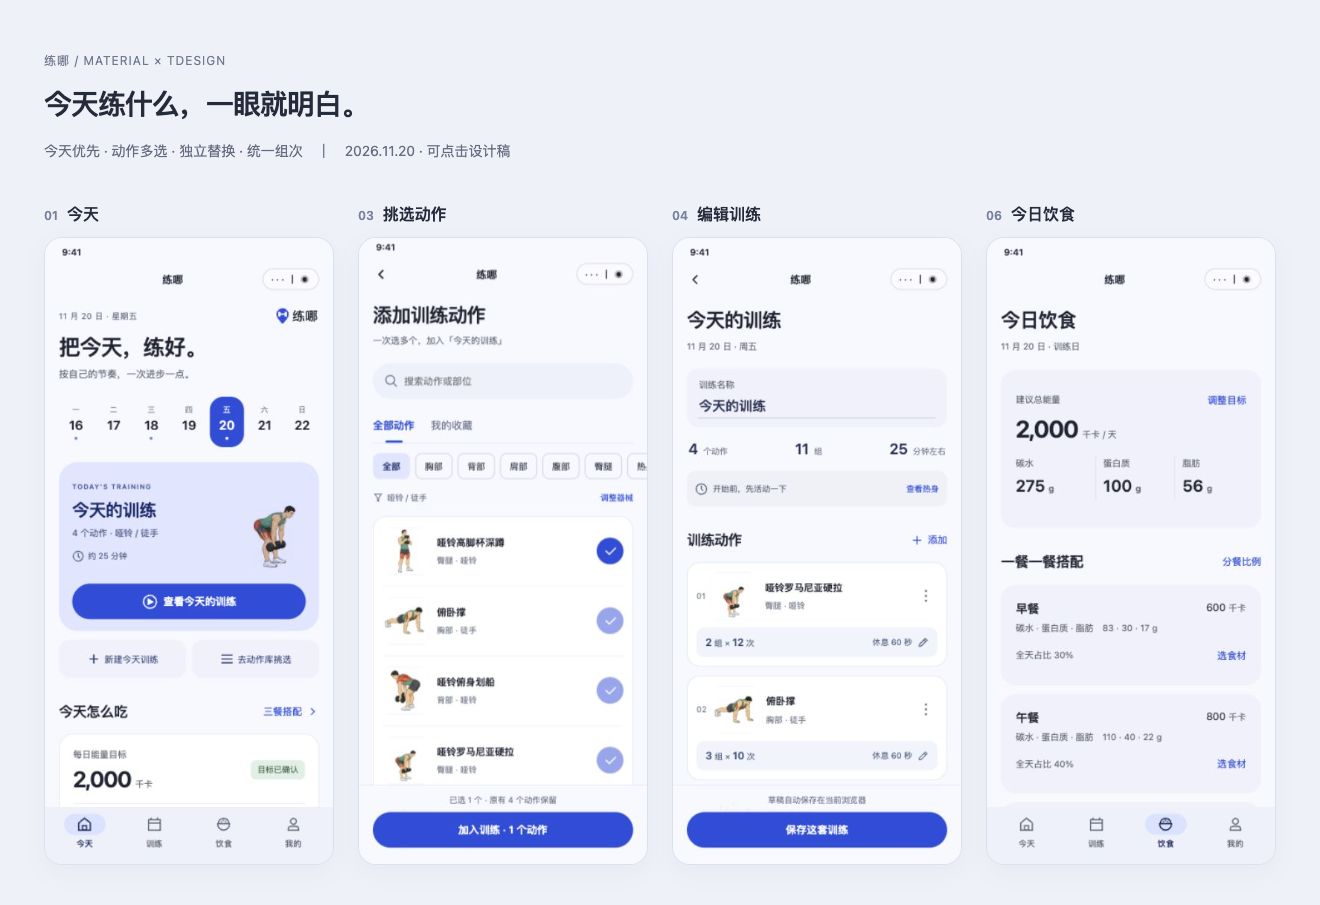 练哪 / MATERIAL × TDESIGN
今天练什么，一眼就明白。
今天优先 · 动作多选 · 独立替换 · 统一组次 | 2026.11.20 · 可点击设计稿
01 今天
9:41
练哪
11 月 20 日 · 星期五
练哪
把今天，练好。
按自己的节奏，一次进步一点。
一 二 三 四 五 六 日
16 17 18 19 20 21 22
TODAY'S TRAINING
今天的训练
4 个动作 · 哑铃 / 徒手
约 25 分钟
查看今天的训练
+ 新建今天训练
去动作库挑选
今天怎么吃
三餐搭配 >
每日能量目标
2,000 千卡
目标已确认
今天 训练 饮食 我的
03 挑选动作
9:41
练哪
添加训练动作
一次选多个，加入「今天的训练」
搜索动作或部位
全部动作 我的收藏
全部 胸部 背部 肩部 腹部 臀腿 热
哑铃 / 徒手
调整器械
哑铃高脚杯深蹲
臀腿 · 哑铃
俯卧撑
胸部 · 徒手
哑铃俯身划船
背部 · 哑铃
哑铃罗马尼亚硬拉
臀腿 · 哑铃
已选 1 个 · 原有 4 个动作保留
加入训练 · 1 个动作
04 编辑训练
9:41
练哪
今天的训练
11 月 20 日 · 周五
训练名称
今天的训练
4 个动作 11 组 25 分钟左右
开始前，先活动一下
查看热身
训练动作
+ 添加
01
哑铃罗马尼亚硬拉
臀腿 · 哑铃
2 组 × 12 次
休息 60 秒
02
俯卧撑
胸部 · 徒手
3 组 × 10 次
休息 60 秒
草稿自动保存在当前浏览器
保存这套训练
06 今日饮食
9:41
练哪
今日饮食
11 月 20 日 · 训练日
建议总能量
调整目标
2,000 千卡 / 天
碳水 蛋白质 脂肪
275 g 100 g 56 g
一餐一餐搭配
分餐比例
早餐
600 千卡
碳水 · 蛋白质 · 脂肪 83 · 30 · 17 g
全天占比 30%
选食材
午餐
800 千卡
碳水 · 蛋白质 · 脂肪 110 · 40 · 22 g
全天占比 40%
选食材
今天 训练 饮食 我的